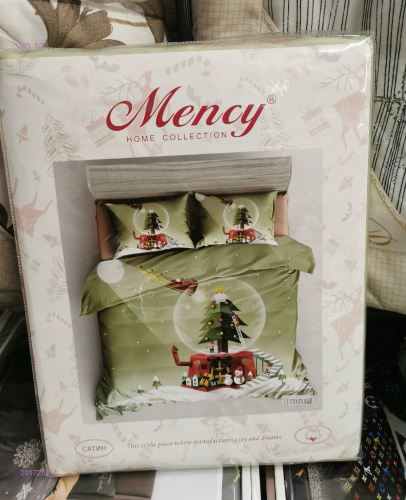 Mency®
HOME COLLECTION
САТИН
This is the place where manufacturing joy and dreams